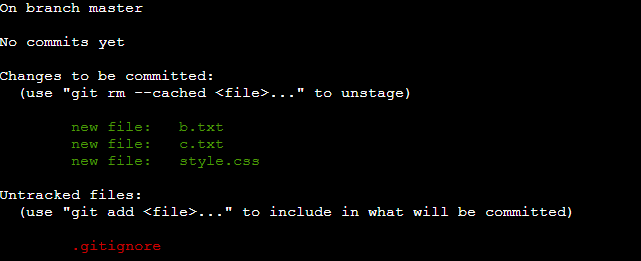 On branch master
No commits yet
Changes to be committed:
  (use "git rm --cached <file>..." to unstage)
        new file:   b.txt
        new file:   c.txt
        new file:   style.css
Untracked files:
  (use "git add <file>..." to include in what will be committed)
        .gitignore